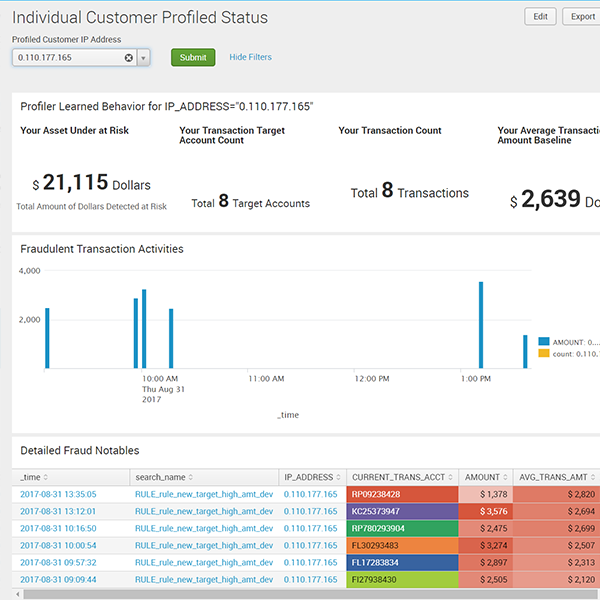 Individual Customer Profiled Status
Edit
Export
Profiled Customer IP Address
0.110.177.165
Submit
Hide Filters
Profiler Learned Behavior for IP_ADDRESS="0.110.177.165"
Your Asset Under at Risk
Your Transaction Target
Account Count
Your Transaction Count
Your Average Transacti
Amount Baseline
$ 21,115 Dollars
Total Amount of Dollars Detected at Risk
Total 8 Target Accounts
Total 8 Transactions
$ 2,639 Do
Fraudulent Transaction Activities
4,000
2,000
10:00 AM
Thu Aug 31
2017
11:00 AM
12:00 PM
1:00 PM
_time
AMOUNT: 0....
count: 0.110.
Detailed Fraud Notables
_time search_name IP_ADDRESS CURRENT_TRANS_ACCT AMOUNT AVG_TRANS_AMT
2017-08-31 13:35:05 RULE_rule_new_target_high_amt_dev 0.110.177.165 RP09238428 $ 1,378 $ 2,820
2017-08-31 13:12:01 RULE_rule_new_target_high_amt_dev 0.110.177.165 KC25373947 $ 3,576 $ 2,694
2017-08-31 10:16:50 RULE_rule_new_target_high_amt_dev 0.110.177.165 RP780293904 $ 2,475 $ 2,699
2017-08-31 10:00:54 RULE_rule_new_target_high_amt_dev 0.110.177.165 FL30293483 $ 3,274 $ 2,507
2017-08-31 09:57:32 RULE_rule_new_target_high_amt_dev 0.110.177.165 FL17283834 $ 2,897 $ 2,313
2017-08-31 09:09:44 RULE_rule_new_target_high_amt_dev 0.110.177.165 FI27938430 $ 2,505 $ 2,120